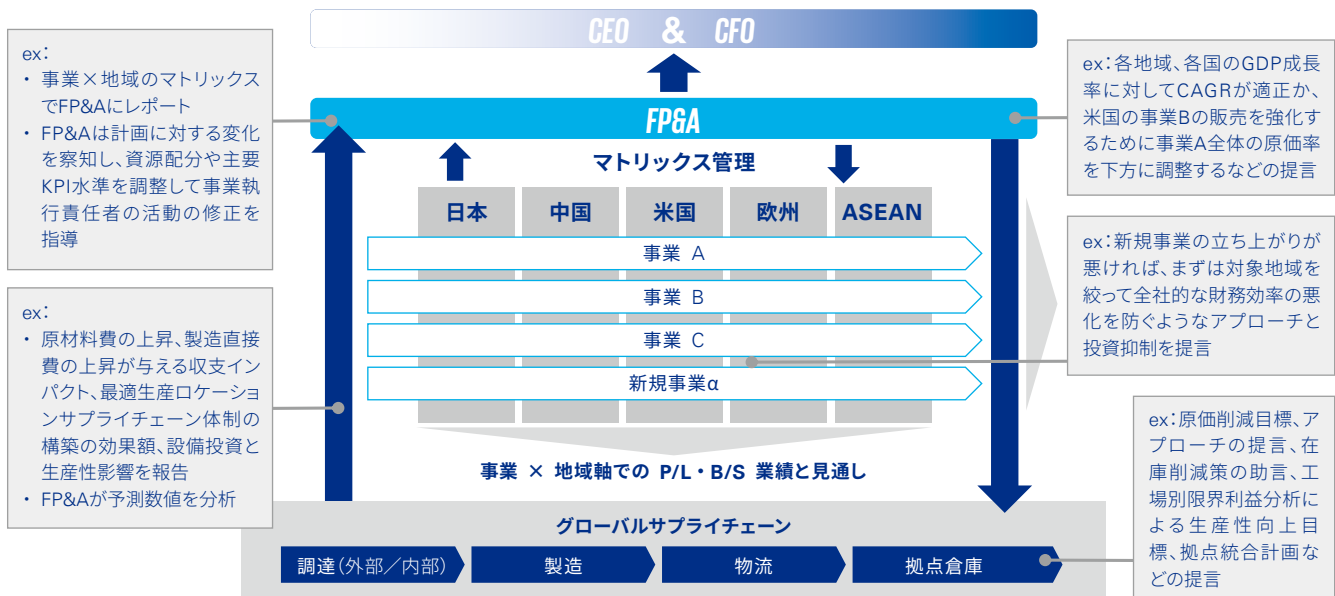 CEO & CFO
ex:
・ 事業×地域のマトリックス
でFP&Aにレポート
・ FP&Aは計画に対する変化
を察知し、資源配分や主要
KPI水準を調整して事業執
行責任者の活動の修正を
指導
FP&A
ex:各地域、各国のGDP成長
率に対してCAGRが適正か、
米国の事業Bの販売を強化す
るために事業A全体の原価率
を下方に調整するなどの提言
マトリックス管理
日本
中国
米国
欧州
ASEAN
事業 A
事業 B
事業 C
新規事業α
ex:新規事業の立ち上がりが
悪ければ、まずは対象地域を
絞って全社的な財務効率の悪
化を防ぐようなアプローチと
投資抑制を提言
ex:
・ 原材料費の上昇、製造直接
費の上昇が与える収支イン
パクト、最適生産ロケーショ
ンサプライチェーン体制の
構築の効果額、設備投資と
生産性影響を報告
・ FP&Aが予測数値を分析
事業 × 地域軸での P/L・B/S 業績と見通し
グローバルサプライチェーン
調達(外部/内部)
製造
物流
拠点倉庫
ex:原価削減目標、ア
プローチの提言、在
庫削減策の助言、工
場別限界利益分析に
よる生産性向上目
標、拠点統合計画な
どの提言